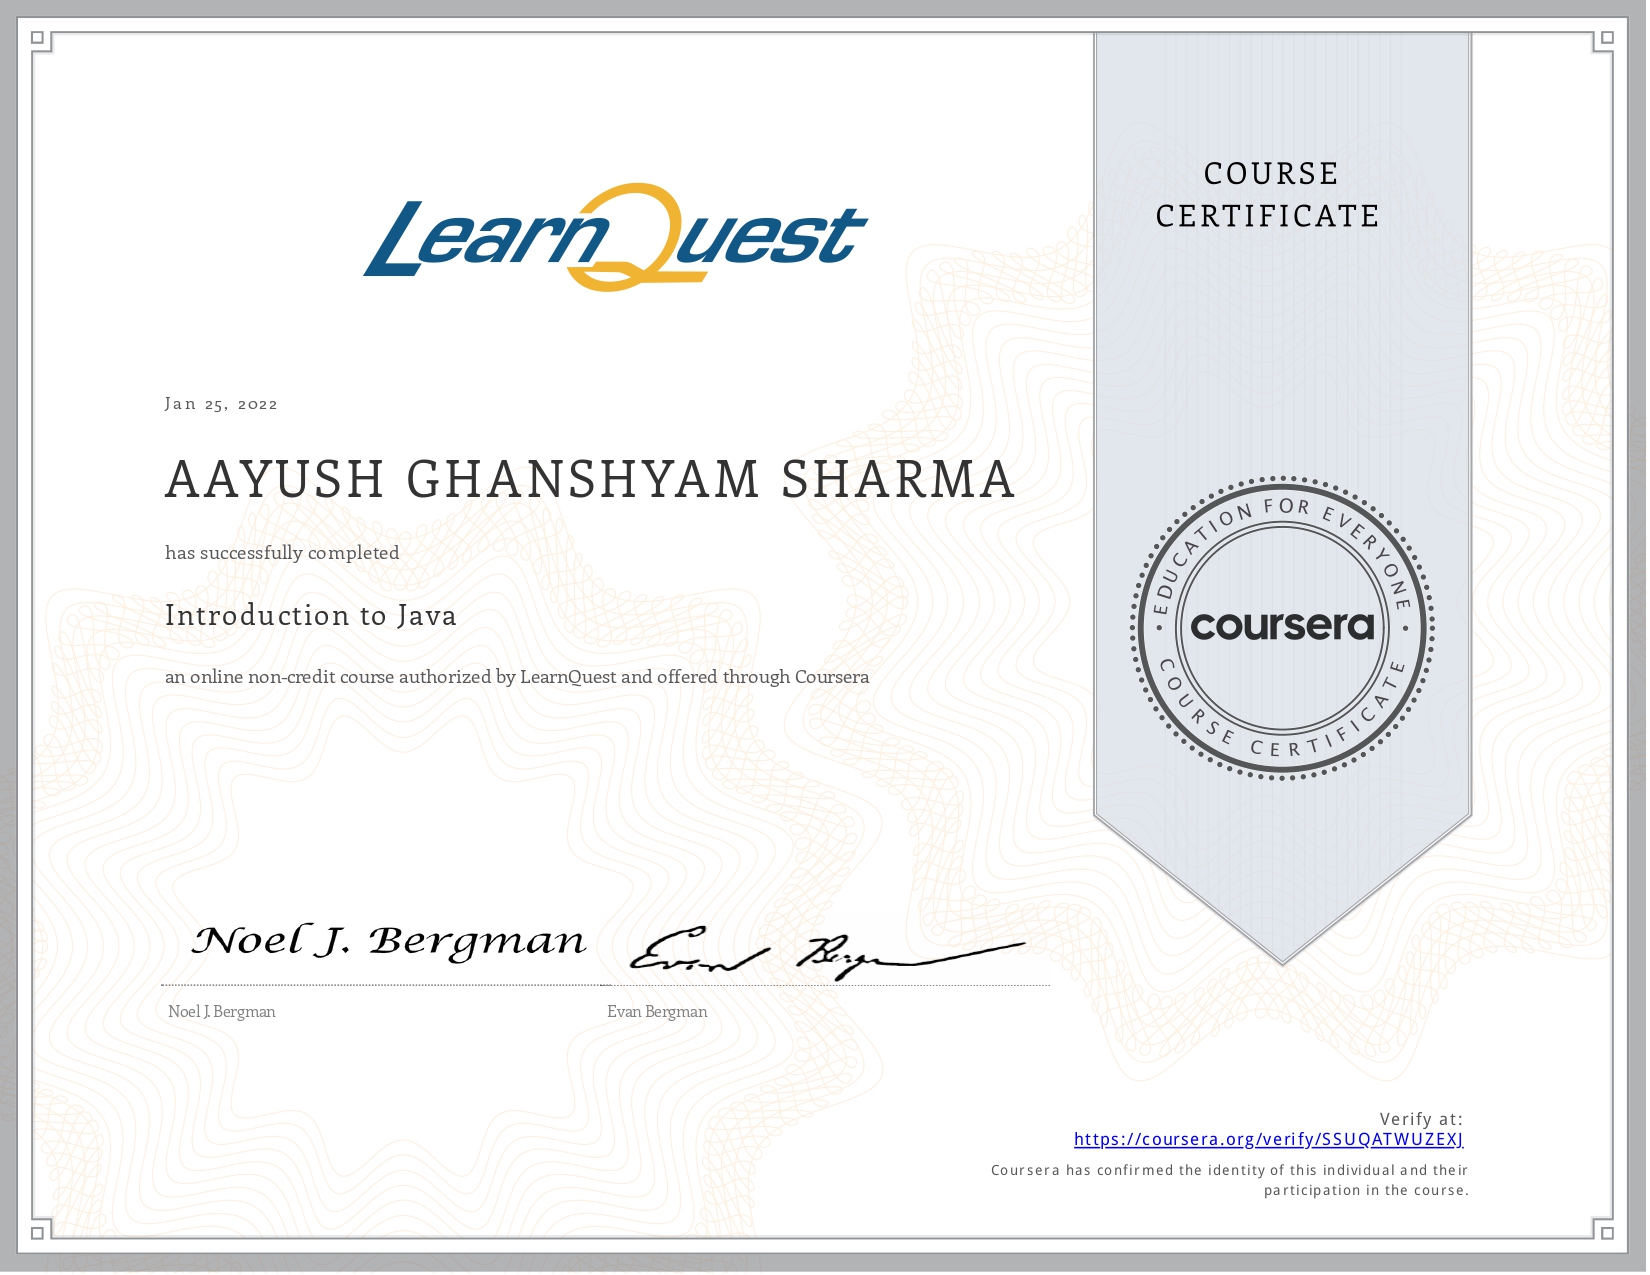 LearnQuest
COURSE
CERTIFICATE
Jan 25, 2022
AAYUSH GHANSHYAM SHARMA
has successfully completed
Introduction to Java
an online non-credit course authorized by LearnQuest and offered through Coursera
EDUCATION FOR EVERYONE
coursera
COURSE CERTIFICATE
Noel J. Bergman
Evan Bergman
Noel J. Bergman
Evan Bergman
Verify at:
https://coursera.org/verify/SSUQATWUZEXJ
Coursera has confirmed the identity of this individual and their
participation in the course.